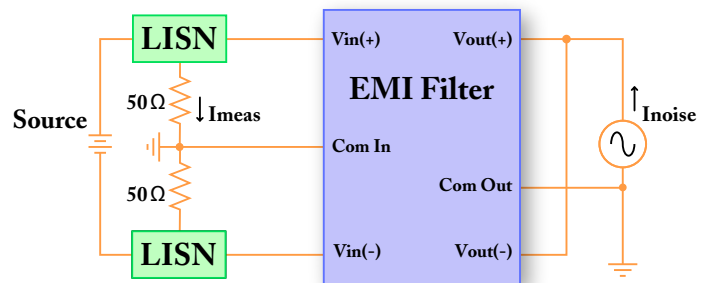 LISN
Vin(+)
Vout(+)
EMI Filter
50Ω
Imeas
Inoise
Source
Com In
Com Out
50Ω
LISN
Vin(-)
Vout(-)